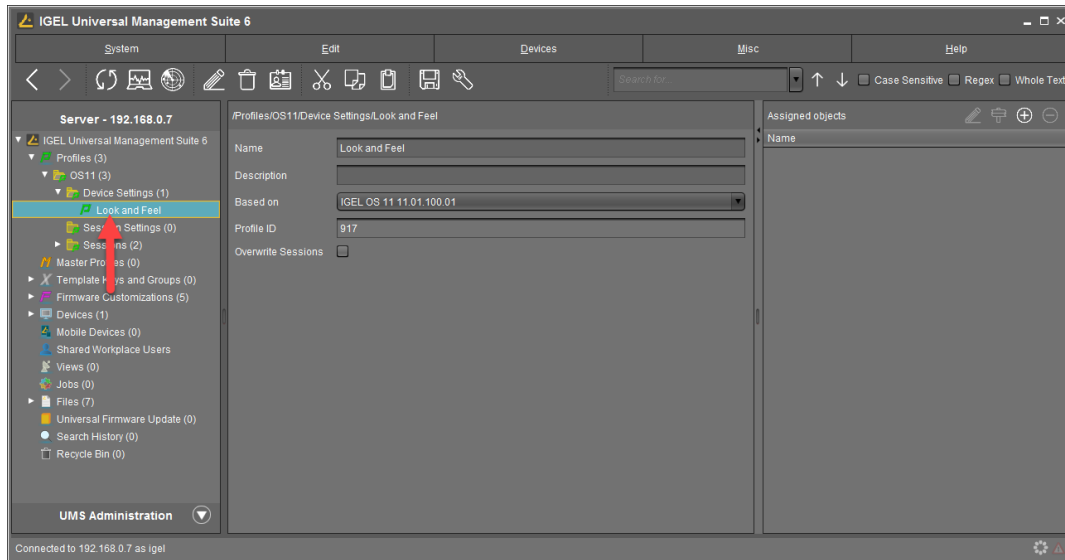 IGEL Universal Management Suite 6
System Edit Devices Misc Help
Search for...
Case Sensitive Regex Whole Text
Server - 192.168.0.7
IGEL Universal Management Suite 6
Profiles (3)
OS11 (3)
Device Settings (1)
Look and Feel
Settings (0)
Sessions (2)
Master (0)
Template and Groups (0)
Firmware Customizations (5)
Devices (1)
Mobile Devices (0)
Shared Workplace Users
Views (0)
Jobs (0)
Files (7)
Universal Firmware Update (0)
Search History (0)
Recycle Bin (0)
UMS Administration
/Profiles/OS11/Device Settings/Look and Feel
Name Look and Feel
Description
Based on IGEL OS 11 11.01.100.01
Profile ID 917
Overwrite Sessions
Assigned objects
Name
Connected to 192.168.0.7 as igel